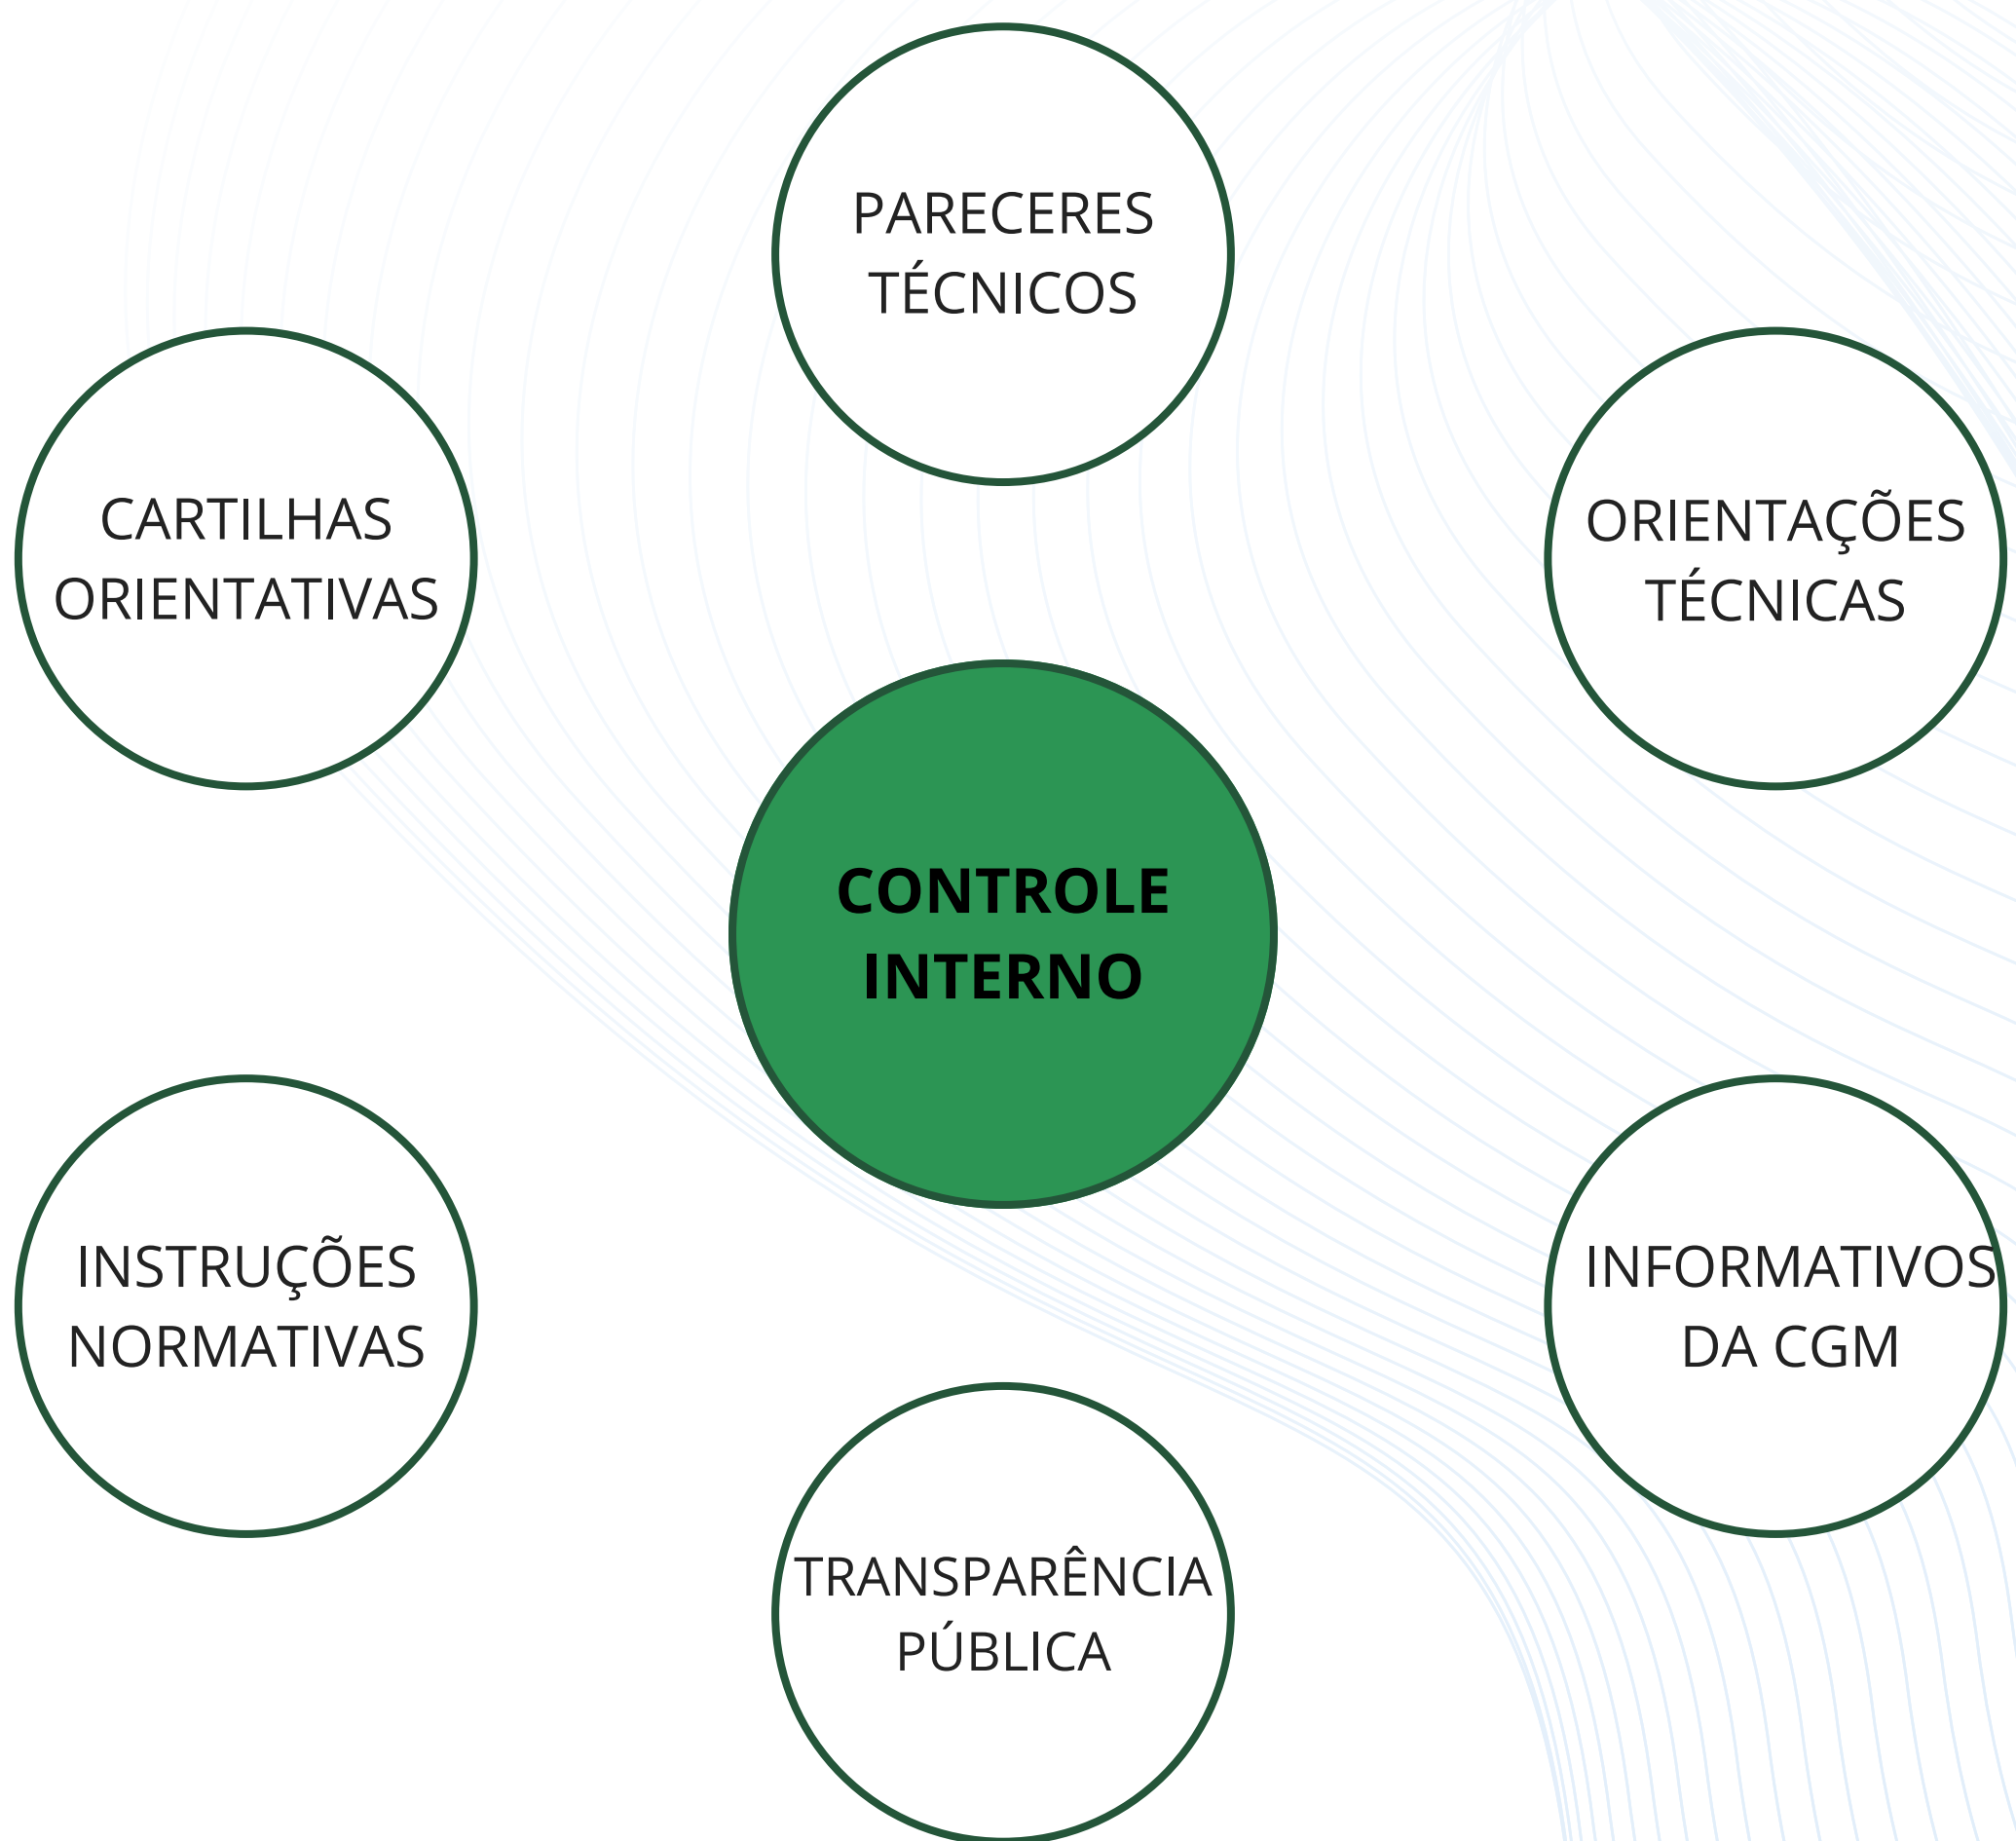 PARECERES
TÉCNICOS
CARTILHAS
ORIENTATIVAS
ORIENTAÇÕES
TÉCNICAS
CONTROLE
INTERNO
INSTRUÇÕES
NORMATIVAS
INFORMATIVOS
DA CGM
TRANSPARÊNCIA
PÚBLICA